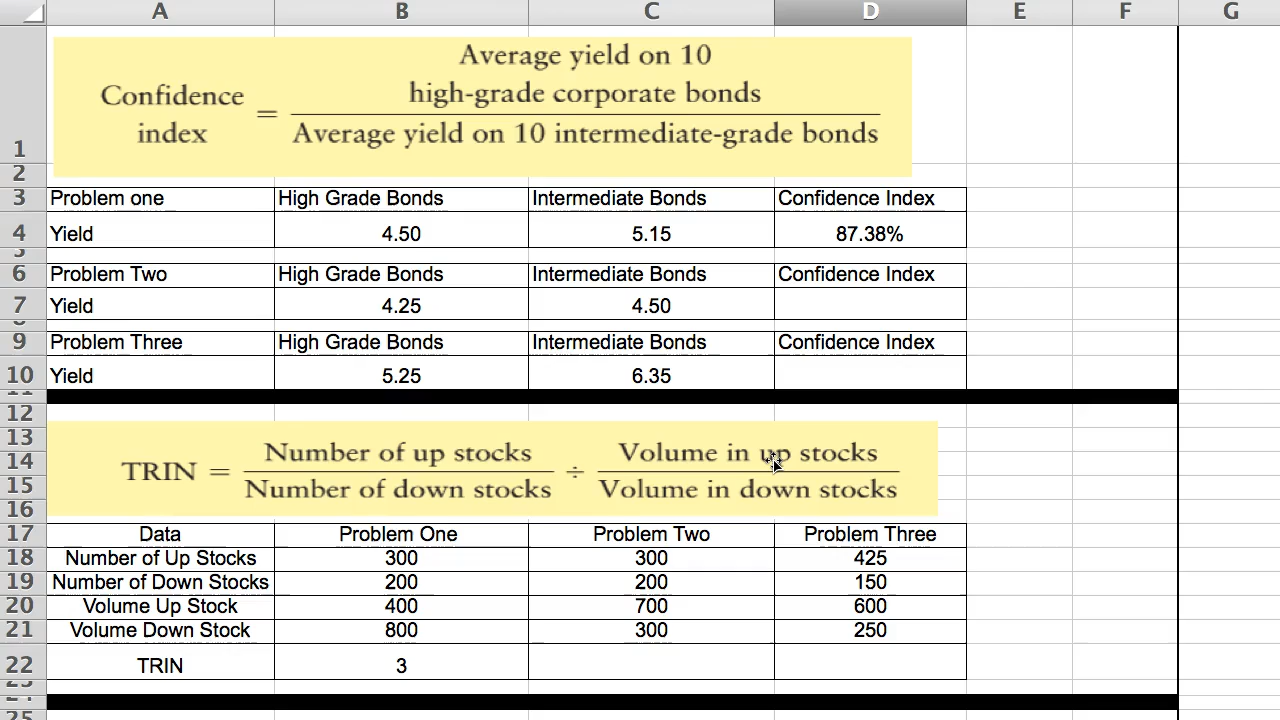 A B C D E F G
Average yield on 10
Confidence high-grade corporate bonds
index = Average yield on 10 intermediate-grade bonds
1
2
3 Problem one High Grade Bonds Intermediate Bonds Confidence Index
4 Yield 4.50 5.15 87.38%
6 Problem Two High Grade Bonds Intermediate Bonds Confidence Index
7 Yield 4.25 4.50
9 Problem Three High Grade Bonds Intermediate Bonds Confidence Index
10 Yield 5.25 6.35
12
13
14 TRIN = Number of up stocks ÷ Volume in up stocks
15 Number of down stocks Volume in down stocks
16
17 Data Problem One Problem Two Problem Three
18 Number of Up Stocks 300 300 425
19 Number of Down Stocks 200 200 150
20 Volume Up Stock 400 700 600
21 Volume Down Stock 800 300 250
22 TRIN 3